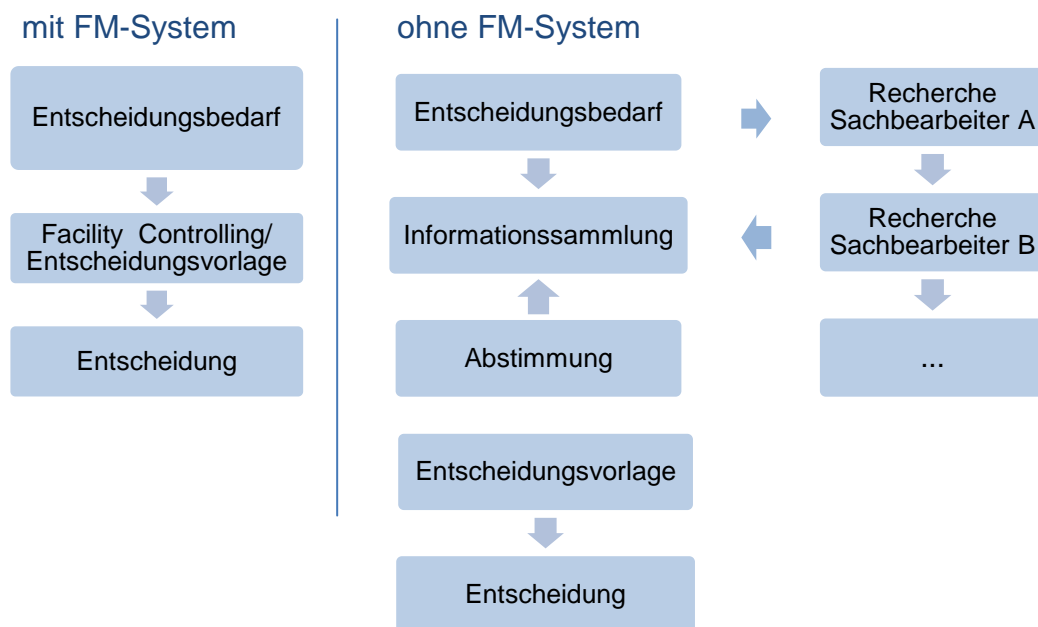 mit FM-System
Entscheidungsbedarf
Facility Controlling/
Entscheidungsvorlage
Entscheidung
ohne FM-System
Entscheidungsbedarf
Informationssammlung
Abstimmung
Entscheidungsvorlage
Entscheidung
Recherche
Sachbearbeiter A
Recherche
Sachbearbeiter B
...